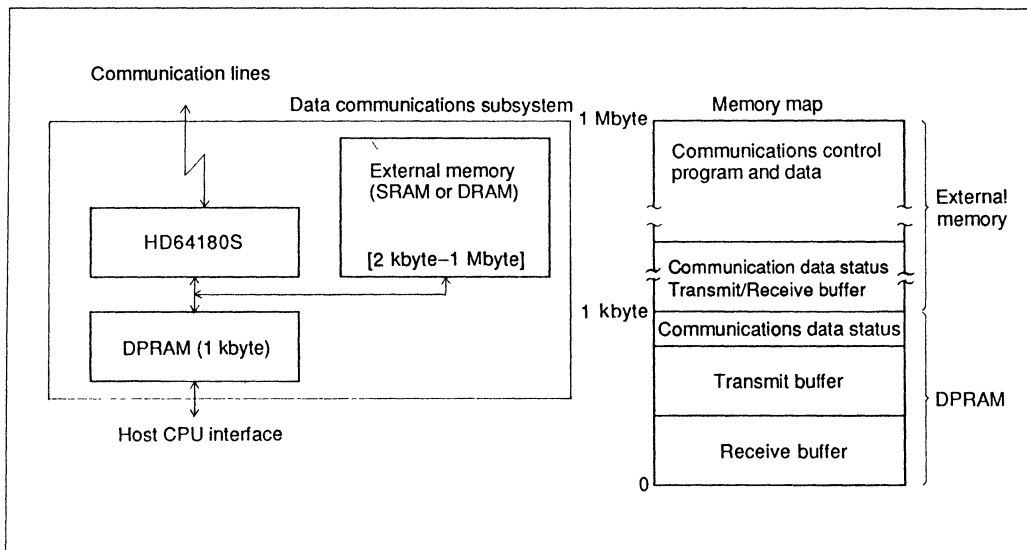 Communication lines
Data communications subsystem
External memory
(SRAM or DRAM)
[2 kbyte–1 Mbyte]
HD64180S
DPRAM (1 kbyte)
Host CPU interface
Memory map
1 Mbyte
Communications control
program and data
External
memory
Communication data status
Transmit/Receive buffer
1 kbyte
Communications data status
Transmit buffer
DPRAM
Receive buffer
0